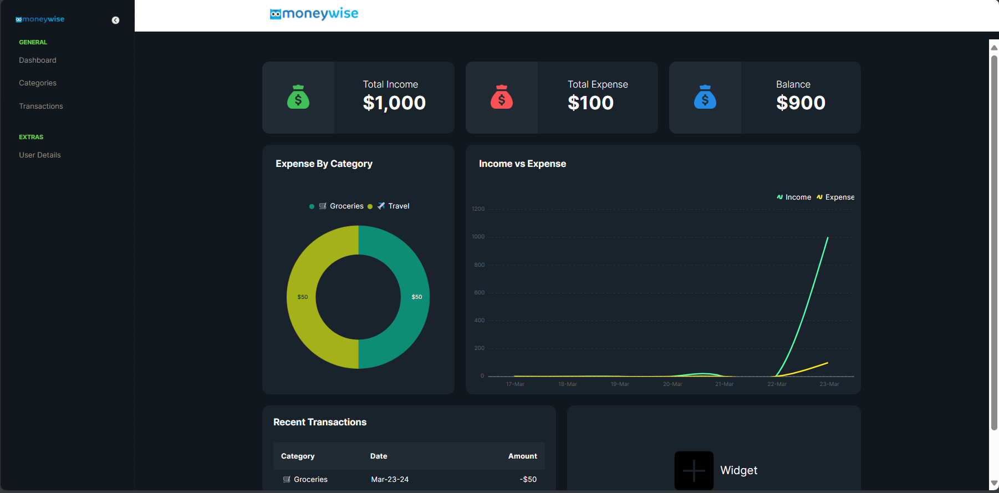 moneywise
GENERAL
Dashboard
Categories
Transactions
EXTRAS
User Details
moneywise
Total Income
$1,000
Total Expense
$100
Balance
$900
Expense By Category
Groceries Travel
$50 $50
Income vs Expense
Income Expense
1200
1000
800
600
400
200
0
17-Mar 18-Mar 19-Mar 20-Mar 21-Mar 22-Mar 23-Mar
Recent Transactions
Category Date Amount
Groceries Mar-23-24 -$50
Widget